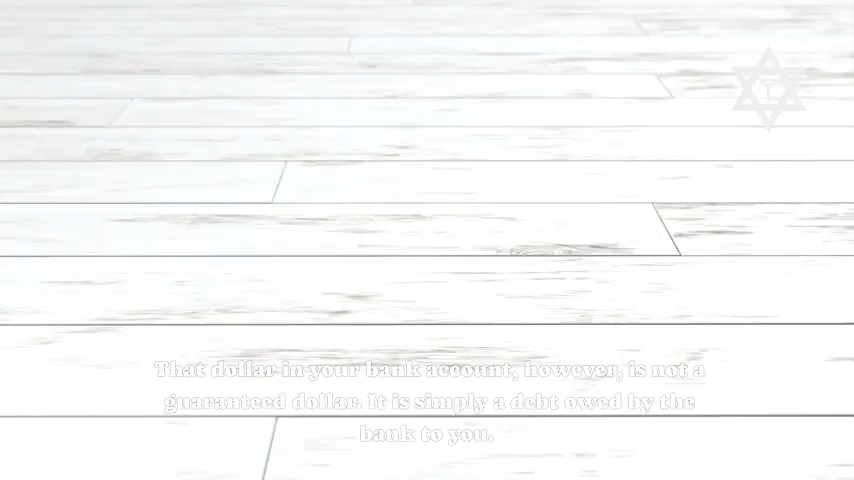 That dollar in your bank account, however, is not a
guaranteed dollar. It is simply a debt owed by the
bank to you.